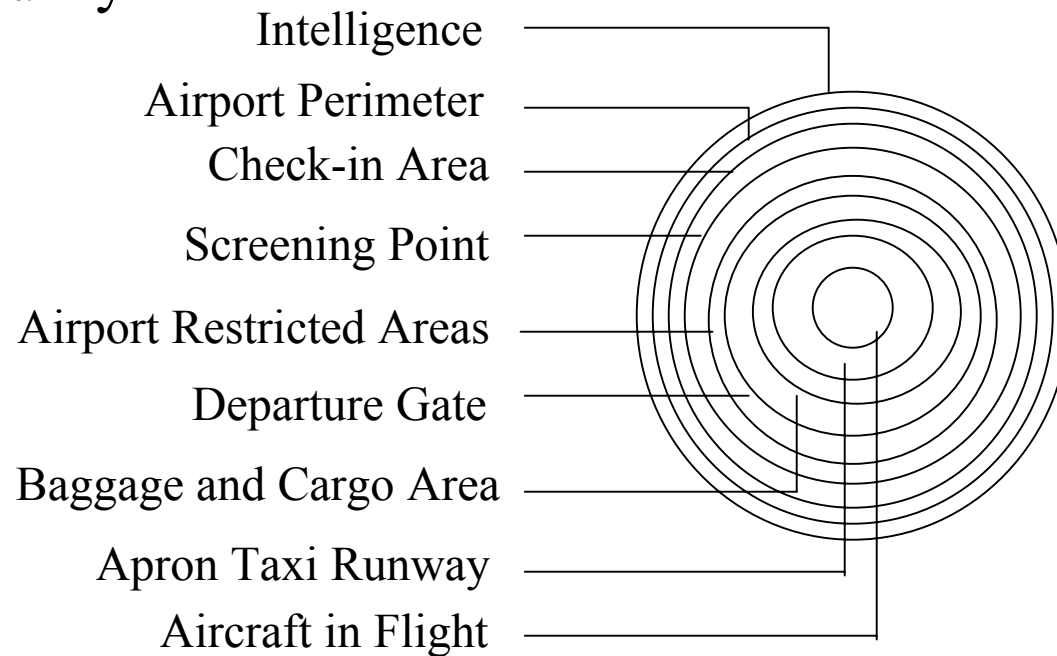 Intelligence
Airport Perimeter
Check-in Area
Screening Point
Airport Restricted Areas
Departure Gate
Baggage and Cargo Area
Apron Taxi Runway
Aircraft in Flight